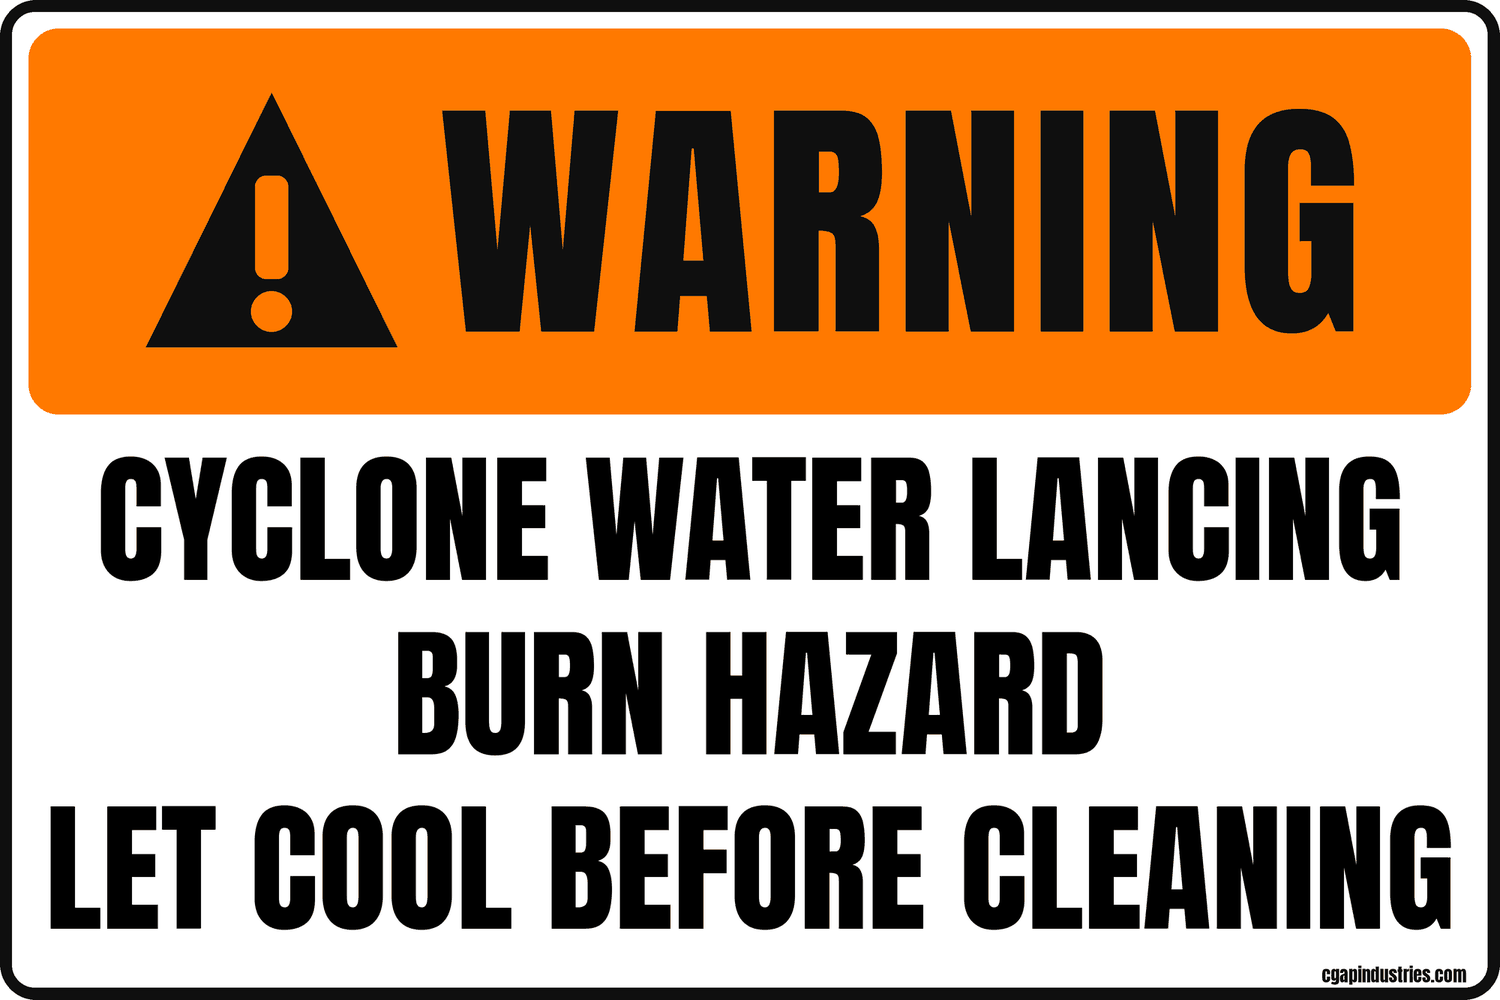 WARNING
CYCLONE WATER LANCING
BURN HAZARD
LET COOL BEFORE CLEANING
cgapindustries.com